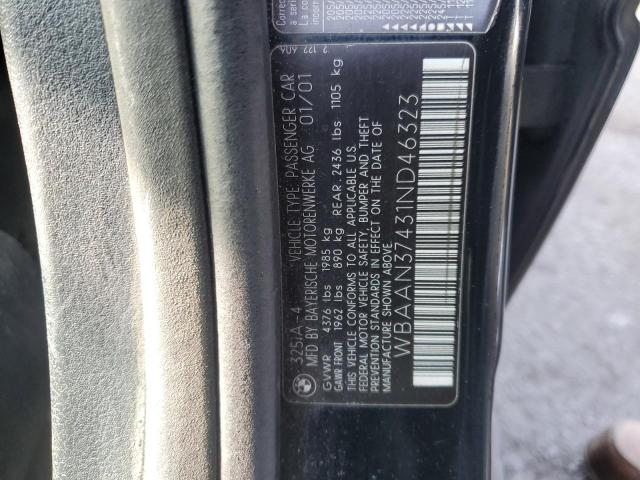 325IA -4 VEHICLE TYPE: PASSENGER CAR
MFD BY BAYERISCHE MOTORENWERKE AG 01/01
GVWR 4376 lbs 1985 kg
GAWR FRONT 1962 lbs 890 kg REAR 2436 lbs 1105 kg
THIS VEHICLE CONFORMS TO ALL APPLICABLE U.S.
FEDERAL MOTOR VEHICLE SAFETY, BUMPER AND THEFT
PREVENTION STANDARDS IN EFFECT ON THE DATE OF
MANUFACTURE SHOWN ABOVE.
WBAAN37431ND46323